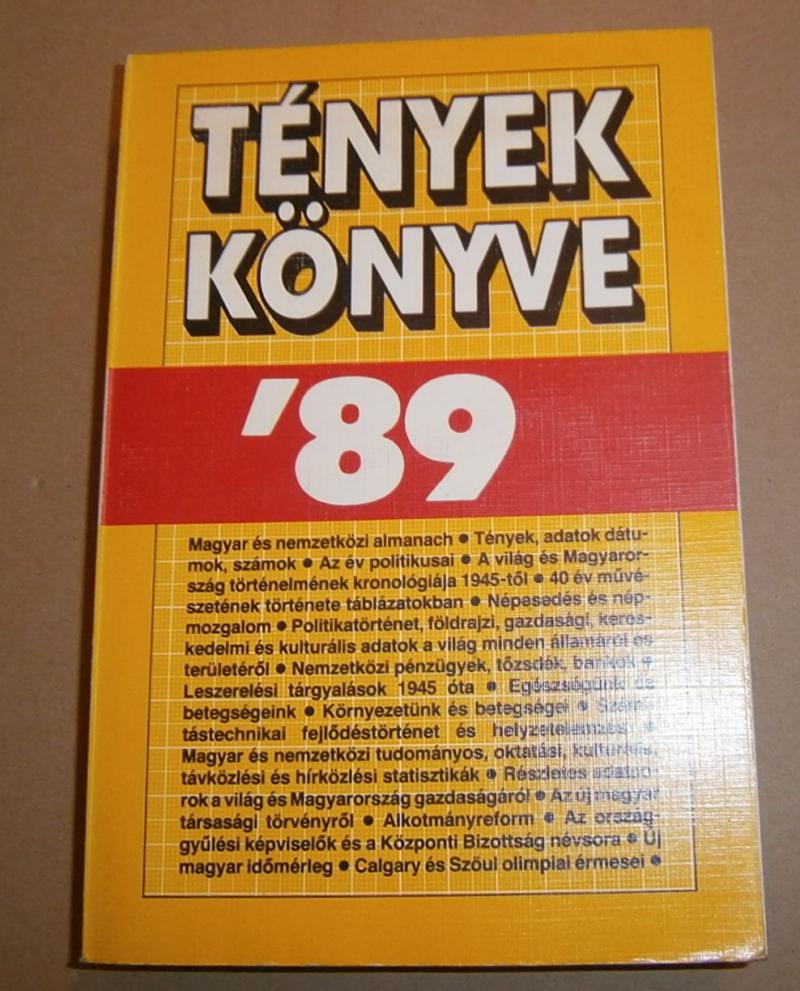 TÉNYEK
KÖNYVE
'89
Magyar és nemzetközi almanach ● Tények, adatok dátu-
mok, számok ● Az év politikusai ● A világ és Magyaror-
szág történelmének kronológiája 1945-től ● 40 év művé-
szetének története táblázatokban ● Népesedés és nép-
mozgalom ● Politikatörténet, földrajzi, gazdasági, keres-
kedelmi és kulturális adatok a világ minden államáról és
területéről ● Nemzetközi pénzügyek, tőzsdék, bankok ●
Leszerelési tárgyalások 1945 óta ● Egészségünk és
betegségeink ● Környezetünk és betegségei ● Számí-
tástechnikai fejlődéstörténet és helyzetelemzés ●
Magyar és nemzetközi tudományos, oktatási, kulturális,
távközlési és hírközlési statisztikák ● Részletes adatso-
rok a világ és Magyarország gazdaságáról ● Az új magyar
társasági törvényről ● Alkotmányreform ● Az ország-
gyűlési képviselők és a Központi Bizottság névsora ● Új
magyar időmérleg ● Calgary és Szöul olimpiai érmesei ●